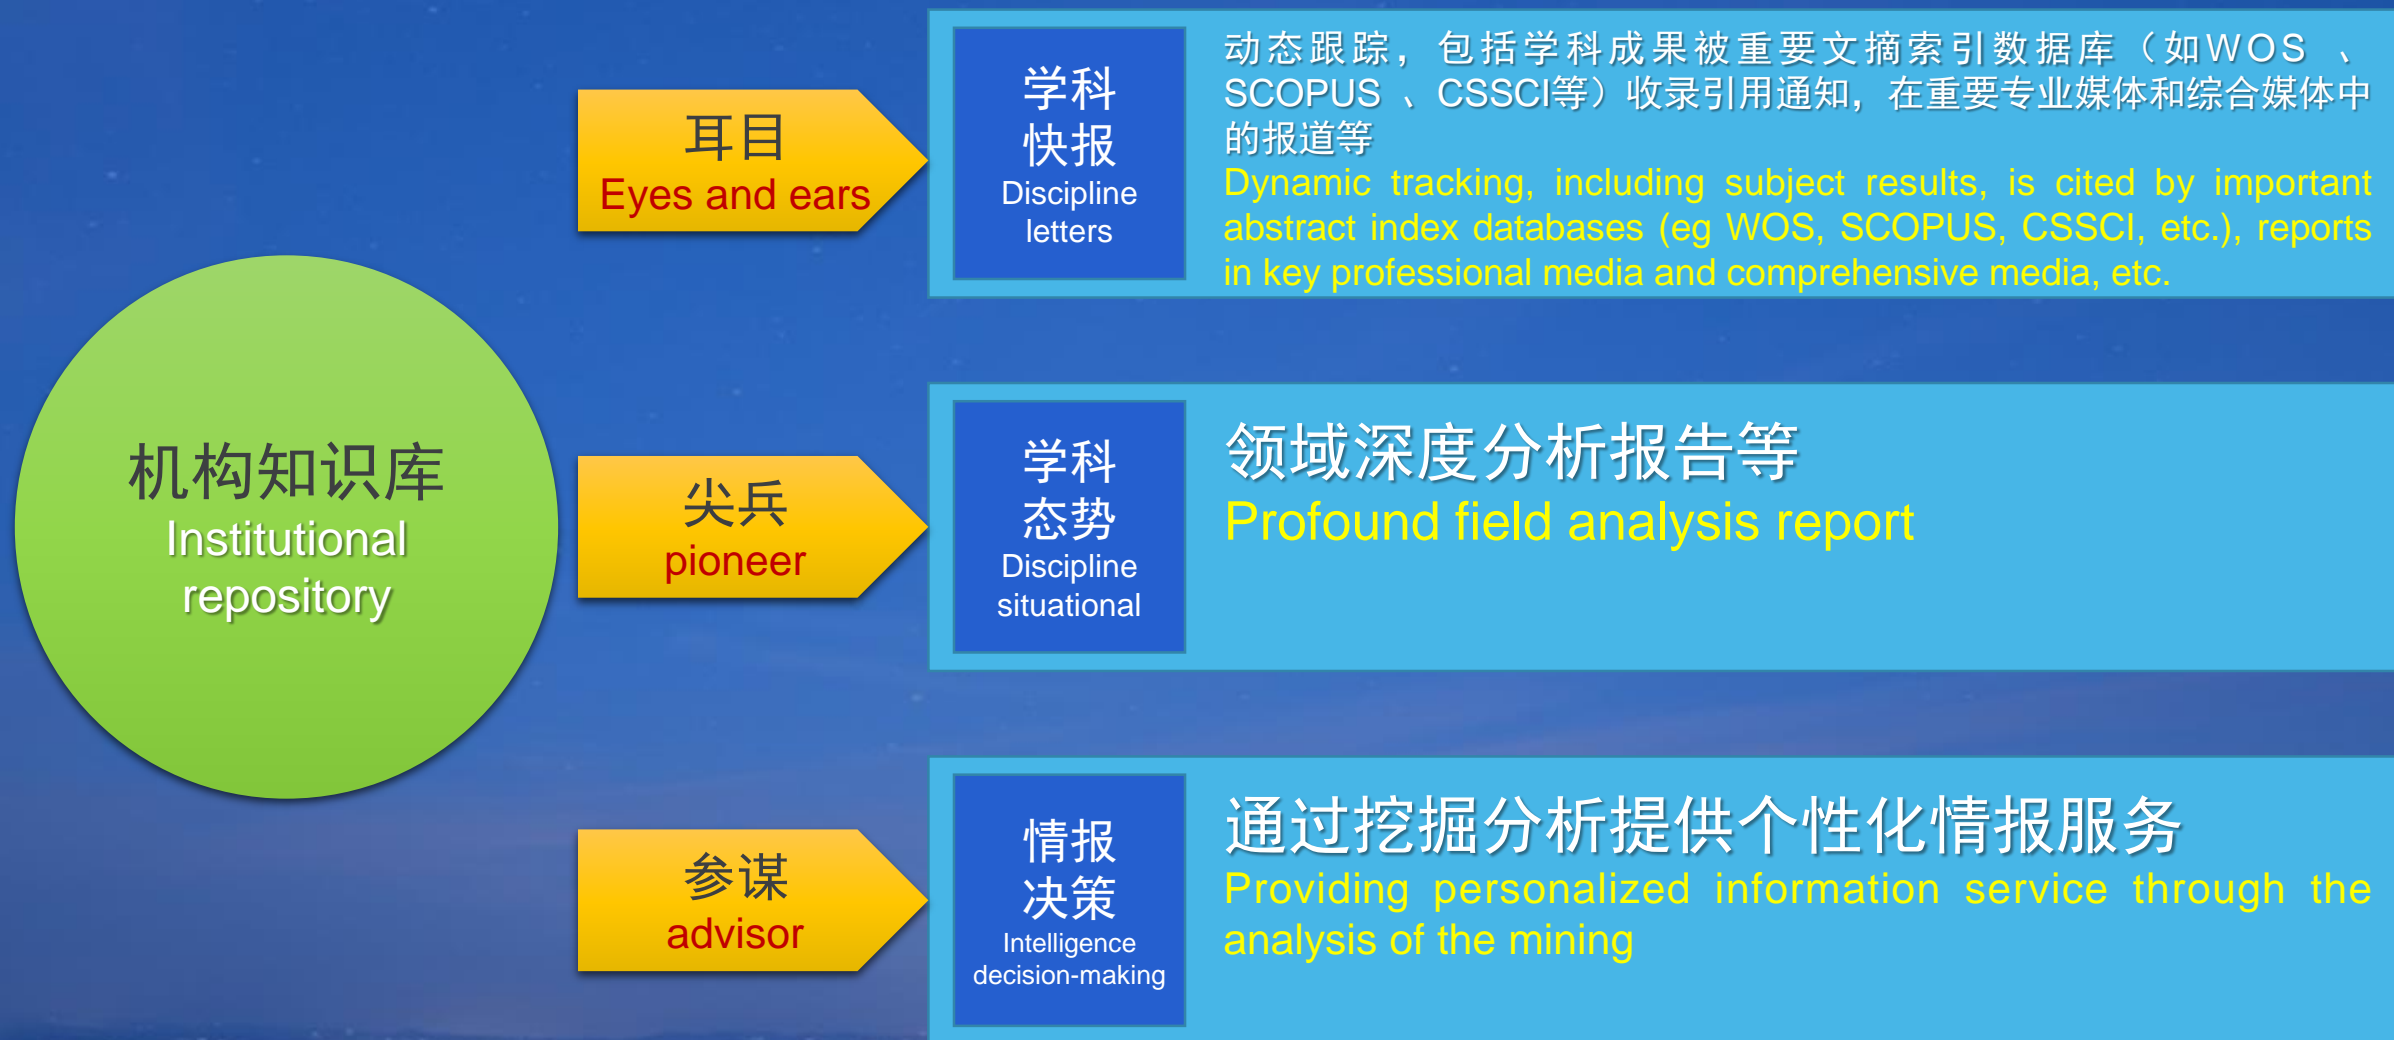 机构知识库
Institutional
repository
耳目
Eyes and ears
学科
快报
Discipline
letters
动态跟踪，包括学科成果被重要文摘索引数据库（如WOS 、
SCOPUS 、CSSCI等）收录引用通知，在重要专业媒体和综合媒体中
的报道等
Dynamic tracking, including subject results, is cited by important
abstract index databases (eg WOS, SCOPUS, CSSCI, etc.), reports
in key professional media and comprehensive media, etc.
尖兵
pioneer
学科
态势
Discipline
situational
领域深度分析报告等
Profound field analysis report
参谋
advisor
情报
决策
Intelligence
decision-making
通过挖掘分析提供个性化情报服务
Providing personalized information service through the
analysis of the mining